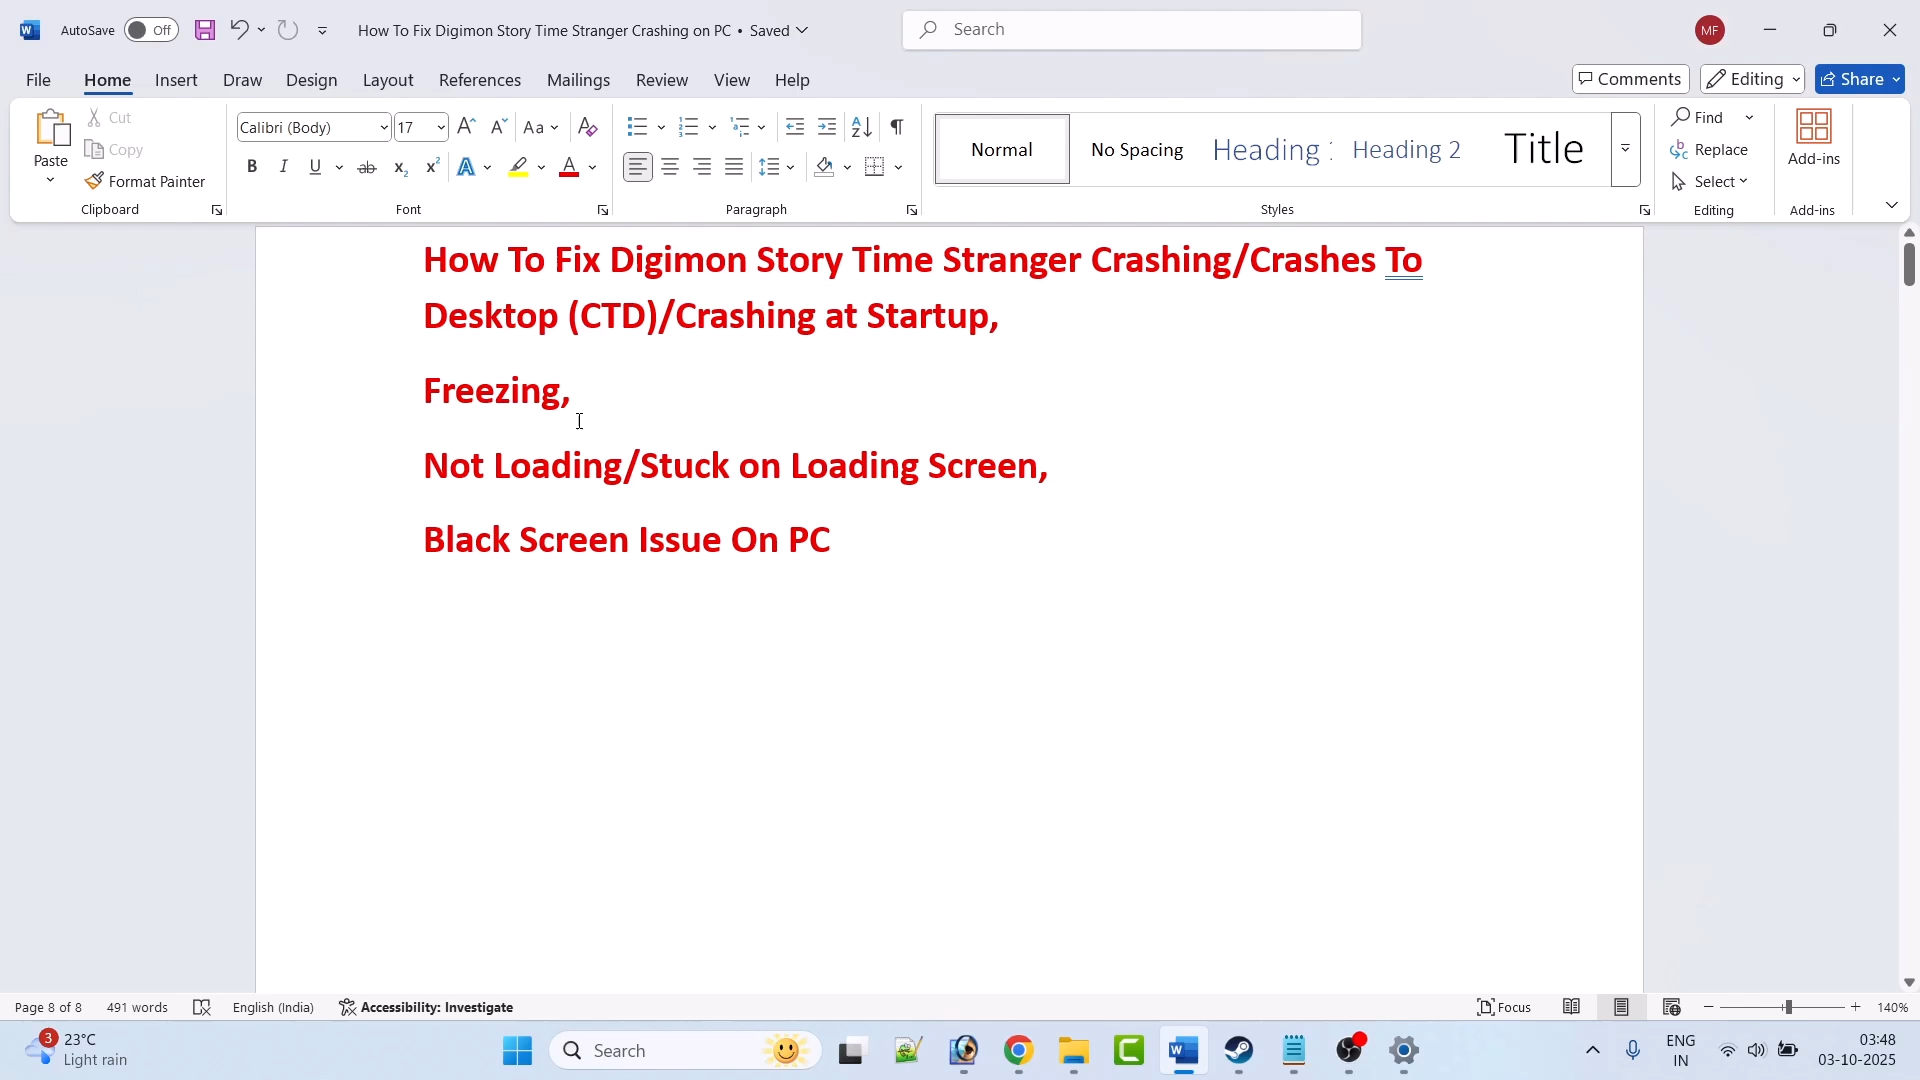 AutoSave Off How To Fix Digimon Story Time Stranger Crashing on PC • Saved Search MF
File Home Insert Draw Design Layout References Mailings Review View Help Comments Editing Share
Paste Cut Copy Format Painter Clipboard
Calibri (Body) 17 Aa
B I U ab x2 x2 A A Font
Paragraph
Normal No Spacing Heading Heading 2 Title
Styles
Find
Replace
Select
Editing
Add-ins
Add-ins
How To Fix Digimon Story Time Stranger Crashing/Crashes To
Desktop (CTD)/Crashing at Startup,
Freezing,
Not Loading/Stuck on Loading Screen,
Black Screen Issue On PC
Page 8 of 8 491 words English (India) Accessibility: Investigate Focus 140%
3 23°C
Light rain
Search
ENG
IN
03:48
03-10-2025